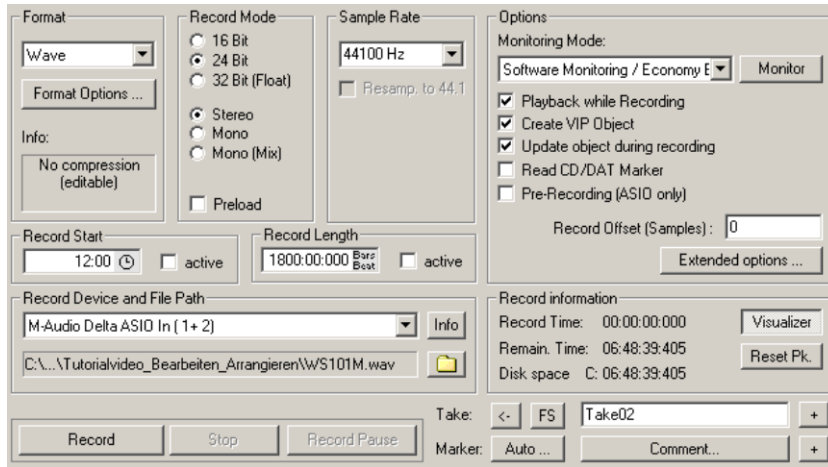 Format
Wave
Format Options ...
Info:
No compression
(editable)
Record Mode
16 Bit
24 Bit
32 Bit (Float)
Stereo
Mono
Mono (Mix)
Preload
Sample Rate
44100 Hz
Resamp. to 44.1
Options
Monitoring Mode:
Software Monitoring / Economy E
Monitor
Playback while Recording
Create VIP Object
Update object during recording
Read CD/DAT Marker
Pre-Recording (ASIO only)
Record Offset (Samples) : 0
Extended options ...
Record Start
12:00
active
Record Length
1800:00:000 Bars
Beat
active
Record Device and File Path
M-Audio Delta ASIO In ( 1+ 2)
Info
C:\...\Tutorialvideo_Bearbeiten_Arrangieren\WS101M.wav
Record information
Record Time: 00:00:00:000
Visualizer
Remain. Time: 06:48:39:405
Disk space C: 06:48:39:405
Reset Pk.
Record
Stop
Record Pause
Take: <- FS Take02 +
Marker: Auto ... Comment... +